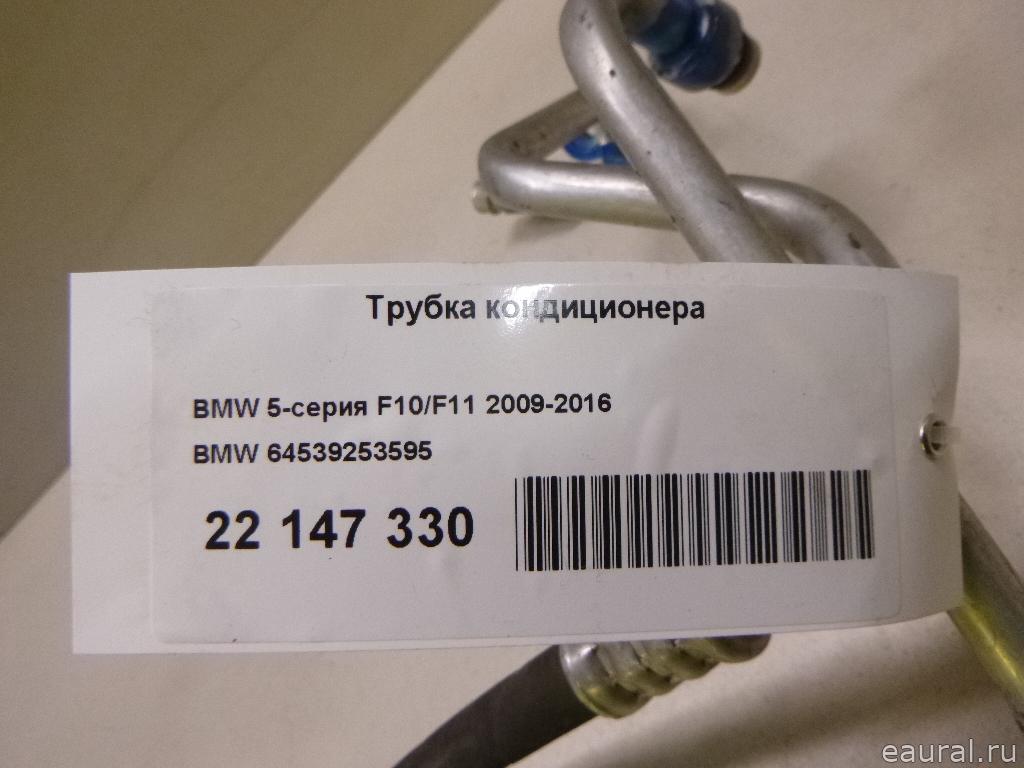 Трубка кондиционера
BMW 5-серия F10/F11 2009-2016
BMW 64539253595
22 147 330
eaural.ru